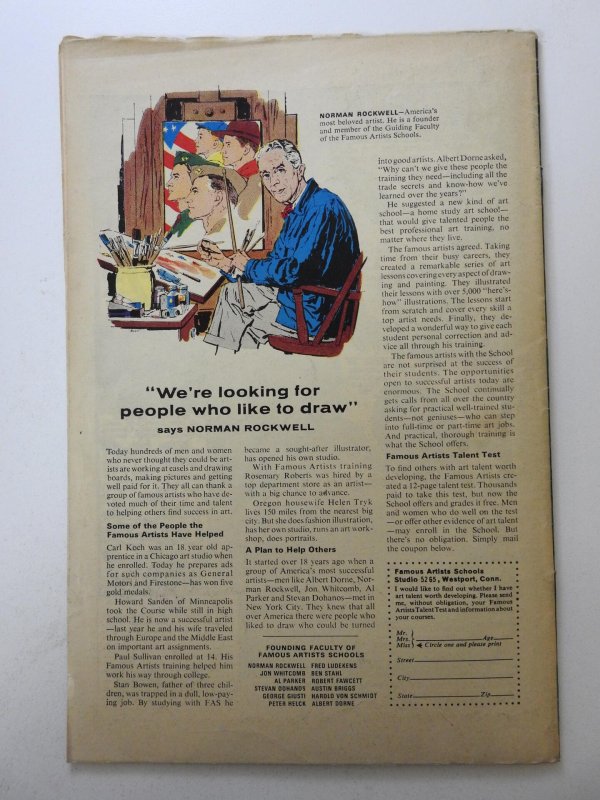 NORMAN ROCKWELL—America's
most beloved artist. He is a founder
and member of the Guiding Faculty
of the Famous Artists Schools.
"We're looking for
people who like to draw"
says NORMAN ROCKWELL
Today hundreds of men and women
who never thought they could be art-
ists are working at easels and drawing
boards, making pictures and getting
well paid for it. They all can thank a
group of famous artists who have de-
voted much of their time and talent
to helping others find success in art.
Some of the People the
Famous Artists Have Helped
Carl Koch was an 18 year old ap-
prentice in a Chicago art studio when
he enrolled. Today he prepares ads
for such companies as General
Motors and Firestone—has won five
gold medals.
Howard Sanden of Minneapolis
took the Course while still in high
school. He is now a successful artist
—last year he and his wife traveled
through Europe and the Middle East
on important art assignments.
Paul Sullivan enrolled at 14. His
Famous Artists training helped him
work his way through college.
Stan Bowen, father of three chil-
dren, was trapped in a dull, low-pay-
ing job. By studying with FAS he
became a sought-after illustrator,
has opened his own studio.
With Famous Artists training
Rosemary Roberts was hired by a
top department store as an artist—
with a big chance to advance.
Oregon housewife Helen Tryk
lives 150 miles from the nearest big
city. But she does fashion illustration,
has her own studio, runs an art work-
shop, does portraits.
A Plan to Help Others
It started over 18 years ago when a
group of America's most successful
artists—men like Albert Dorne, Nor-
man Rockwell, Jon Whitcomb, Al
Parker and Stevan Dohanos—met in
New York City. They knew that all
over America there were people who
liked to draw who could be turned
FOUNDING FACULTY OF
FAMOUS ARTISTS SCHOOLS
NORMAN ROCKWELL FRED LUDEKENS
JON WHITCOMB BEN STAHL
AL PARKER ROBERT FAWCETT
STEVAN DOHANOS AUSTIN BRIGGS
GEORGE GIUSTI HAROLD VON SCHMIDT
PETER HELCK ALBERT DORNE
into good artists. Albert Dorne asked,
"Why can't we give these people the
training they need—including all the
trade secrets and know-how we've
learned over the years?"
He suggested a new kind of art
school—a home study art school—
that would give talented people the
best professional art training, no
matter where they live.
The famous artists agreed. Taking
time from their busy careers, they
created a remarkable series of art
lessons covering every aspect of draw-
ing and painting. They illustrated
their lessons with over 5,000 "here's-
how" illustrations. The lessons start
from scratch and cover every skill a
top artist needs. Finally, they de-
veloped a wonderful way to give each
student personal correction and ad-
vice all through his training.
The famous artists with the School
are not surprised at the success of
their students. The opportunities
open to successful artists today are
enormous. The School continually
gets calls from all over the country
asking for practical well-trained stu-
dents—not geniuses—who can step
into full-time or part-time art jobs.
And practical, thorough training is
what the School offers.
Famous Artists Talent Test
To find others with art talent worth
developing, the Famous Artists cre-
ated a 12-page talent test. Thousands
paid to take this test, but now the
School offers and grades it free. Men
and women who do well on the test
—or offer other evidence of art talent
—may enroll in the School. But
there's no obligation. Simply mail
the coupon below.
Famous Artists Schools
Studio 5265, Westport, Conn.
I would like to find out whether I have
art talent worth developing. Please send
me, without obligation, your Famous
Artists Talent Test and information about
your courses.
Mr.
Mrs. Age
Miss Circle one and please print
Street
City
State Zip